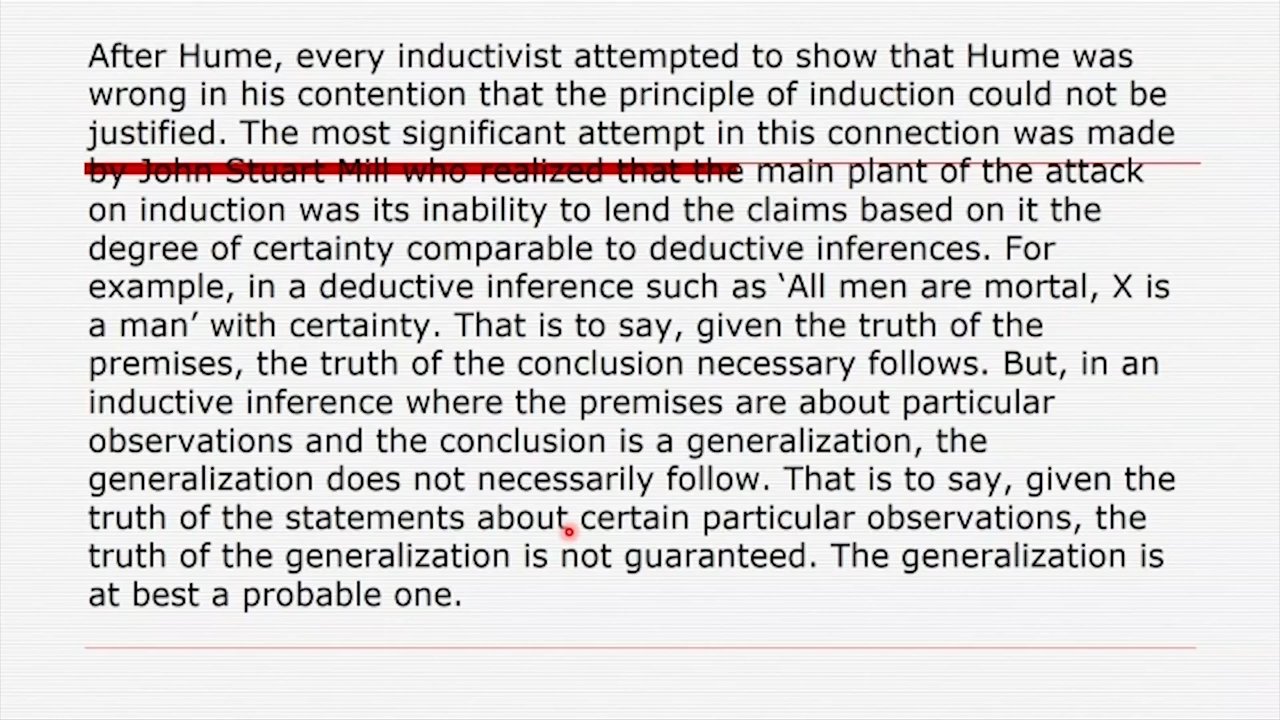 After Hume, every inductivist attempted to show that Hume was
wrong in his contention that the principle of induction could not be
justified. The most significant attempt in this connection was made
by John Stuart Mill who realized that the main plant of the attack
on induction was its inability to lend the claims based on it the
degree of certainty comparable to deductive inferences. For
example, in a deductive inference such as ‘All men are mortal, X is
a man’ with certainty. That is to say, given the truth of the
premises, the truth of the conclusion necessary follows. But, in an
inductive inference where the premises are about particular
observations and the conclusion is a generalization, the
generalization does not necessarily follow. That is to say, given the
truth of the statements about certain particular observations, the
truth of the generalization is not guaranteed. The generalization is
at best a probable one.